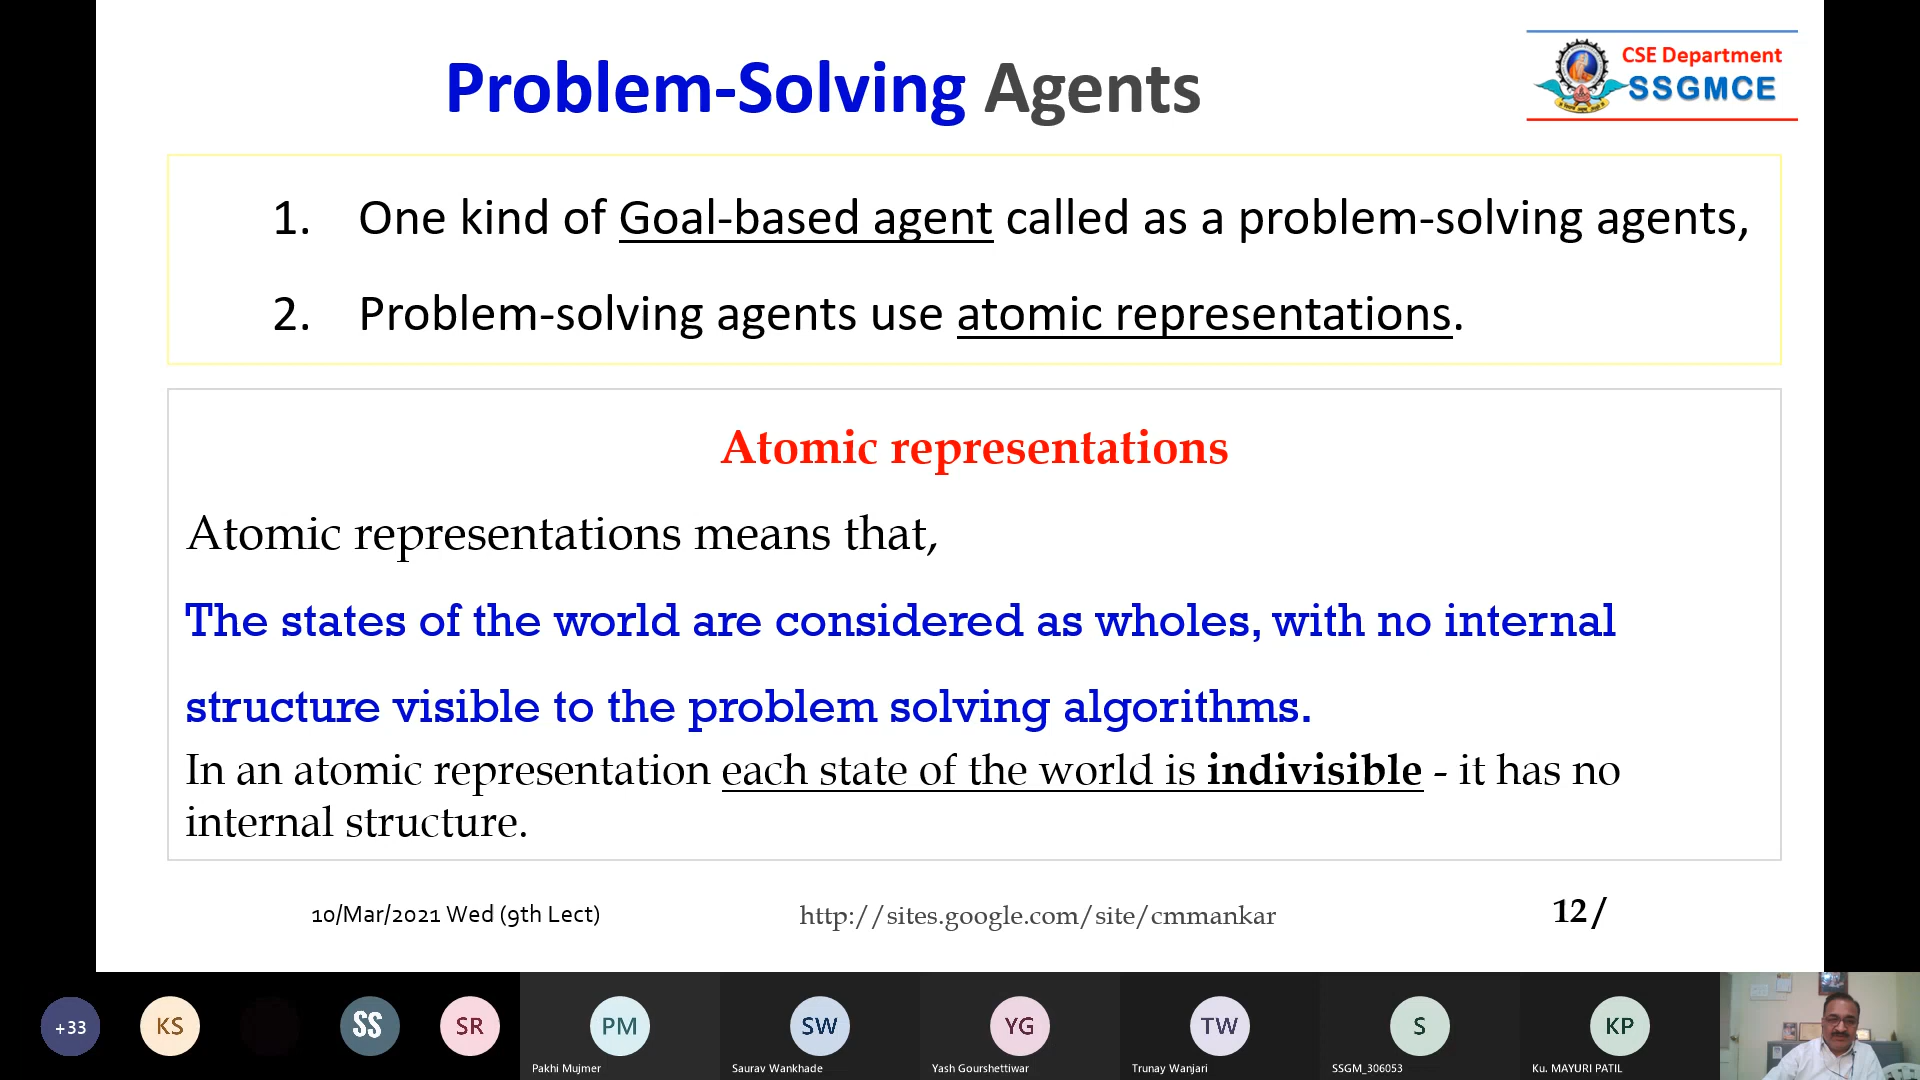 Problem-Solving Agents
CSE Department
SSGMCE
1. One kind of Goal-based agent called as a problem-solving agents,
2. Problem-solving agents use atomic representations.
Atomic representations
Atomic representations means that,
The states of the world are considered as wholes, with no internal
structure visible to the problem solving algorithms.
In an atomic representation each state of the world is indivisible - it has no
internal structure.
10/Mar/2021 Wed (9th Lect)
http://sites.google.com/site/cmmankar
12/
+33
KS
SS
SR
PM
SW
YG
TW
S
KP
Pakhi Mujmer
Saurav Wankhade
Yash Gourshettiwar
Trunay Wanjari
SSGM_306053
Ku. MAYURI PATIL